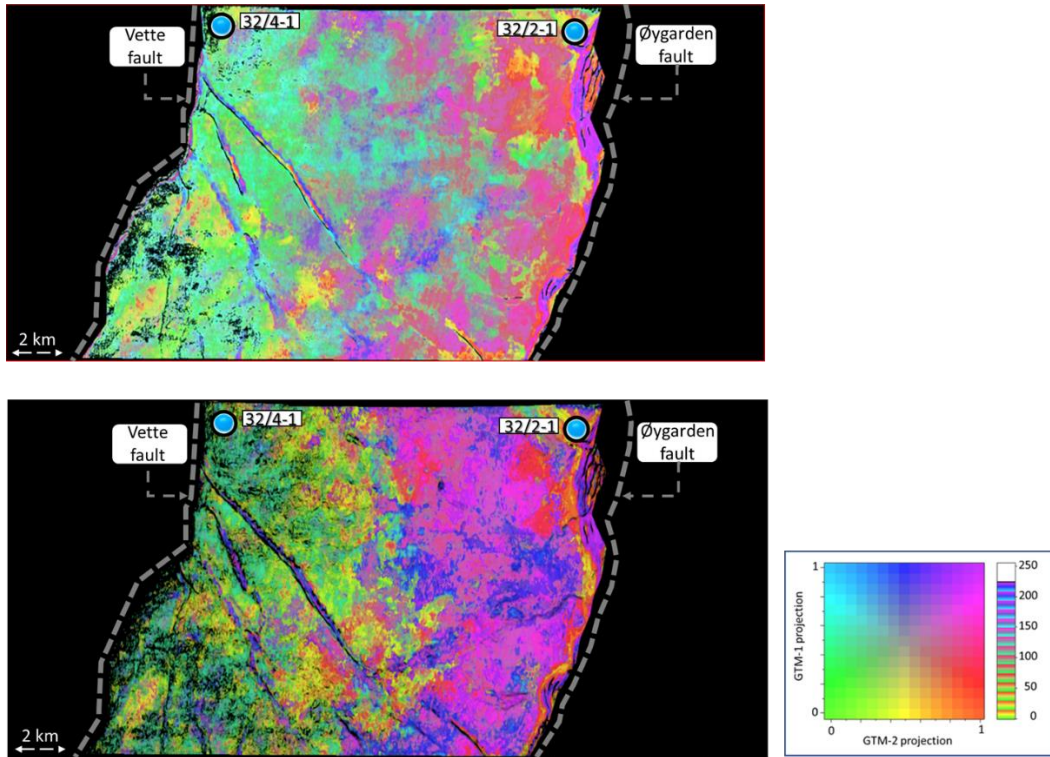 32/4-1
32/2-1
Vette
fault
Øygarden
fault
2 km
32/4-1
32/2-1
Vette
fault
Øygarden
fault
2 km
1
GTM-1 projection
0
0
1
GTM-2 projection
250
200
150
100
50
0